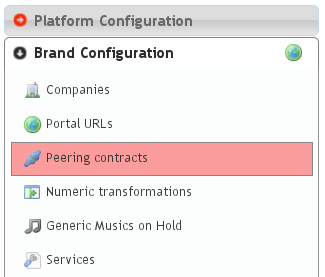 Platform Configuration
Brand Configuration
Companies
Portal URLs
Peering contracts
Numeric transformations
Generic Musics on Hold
Services